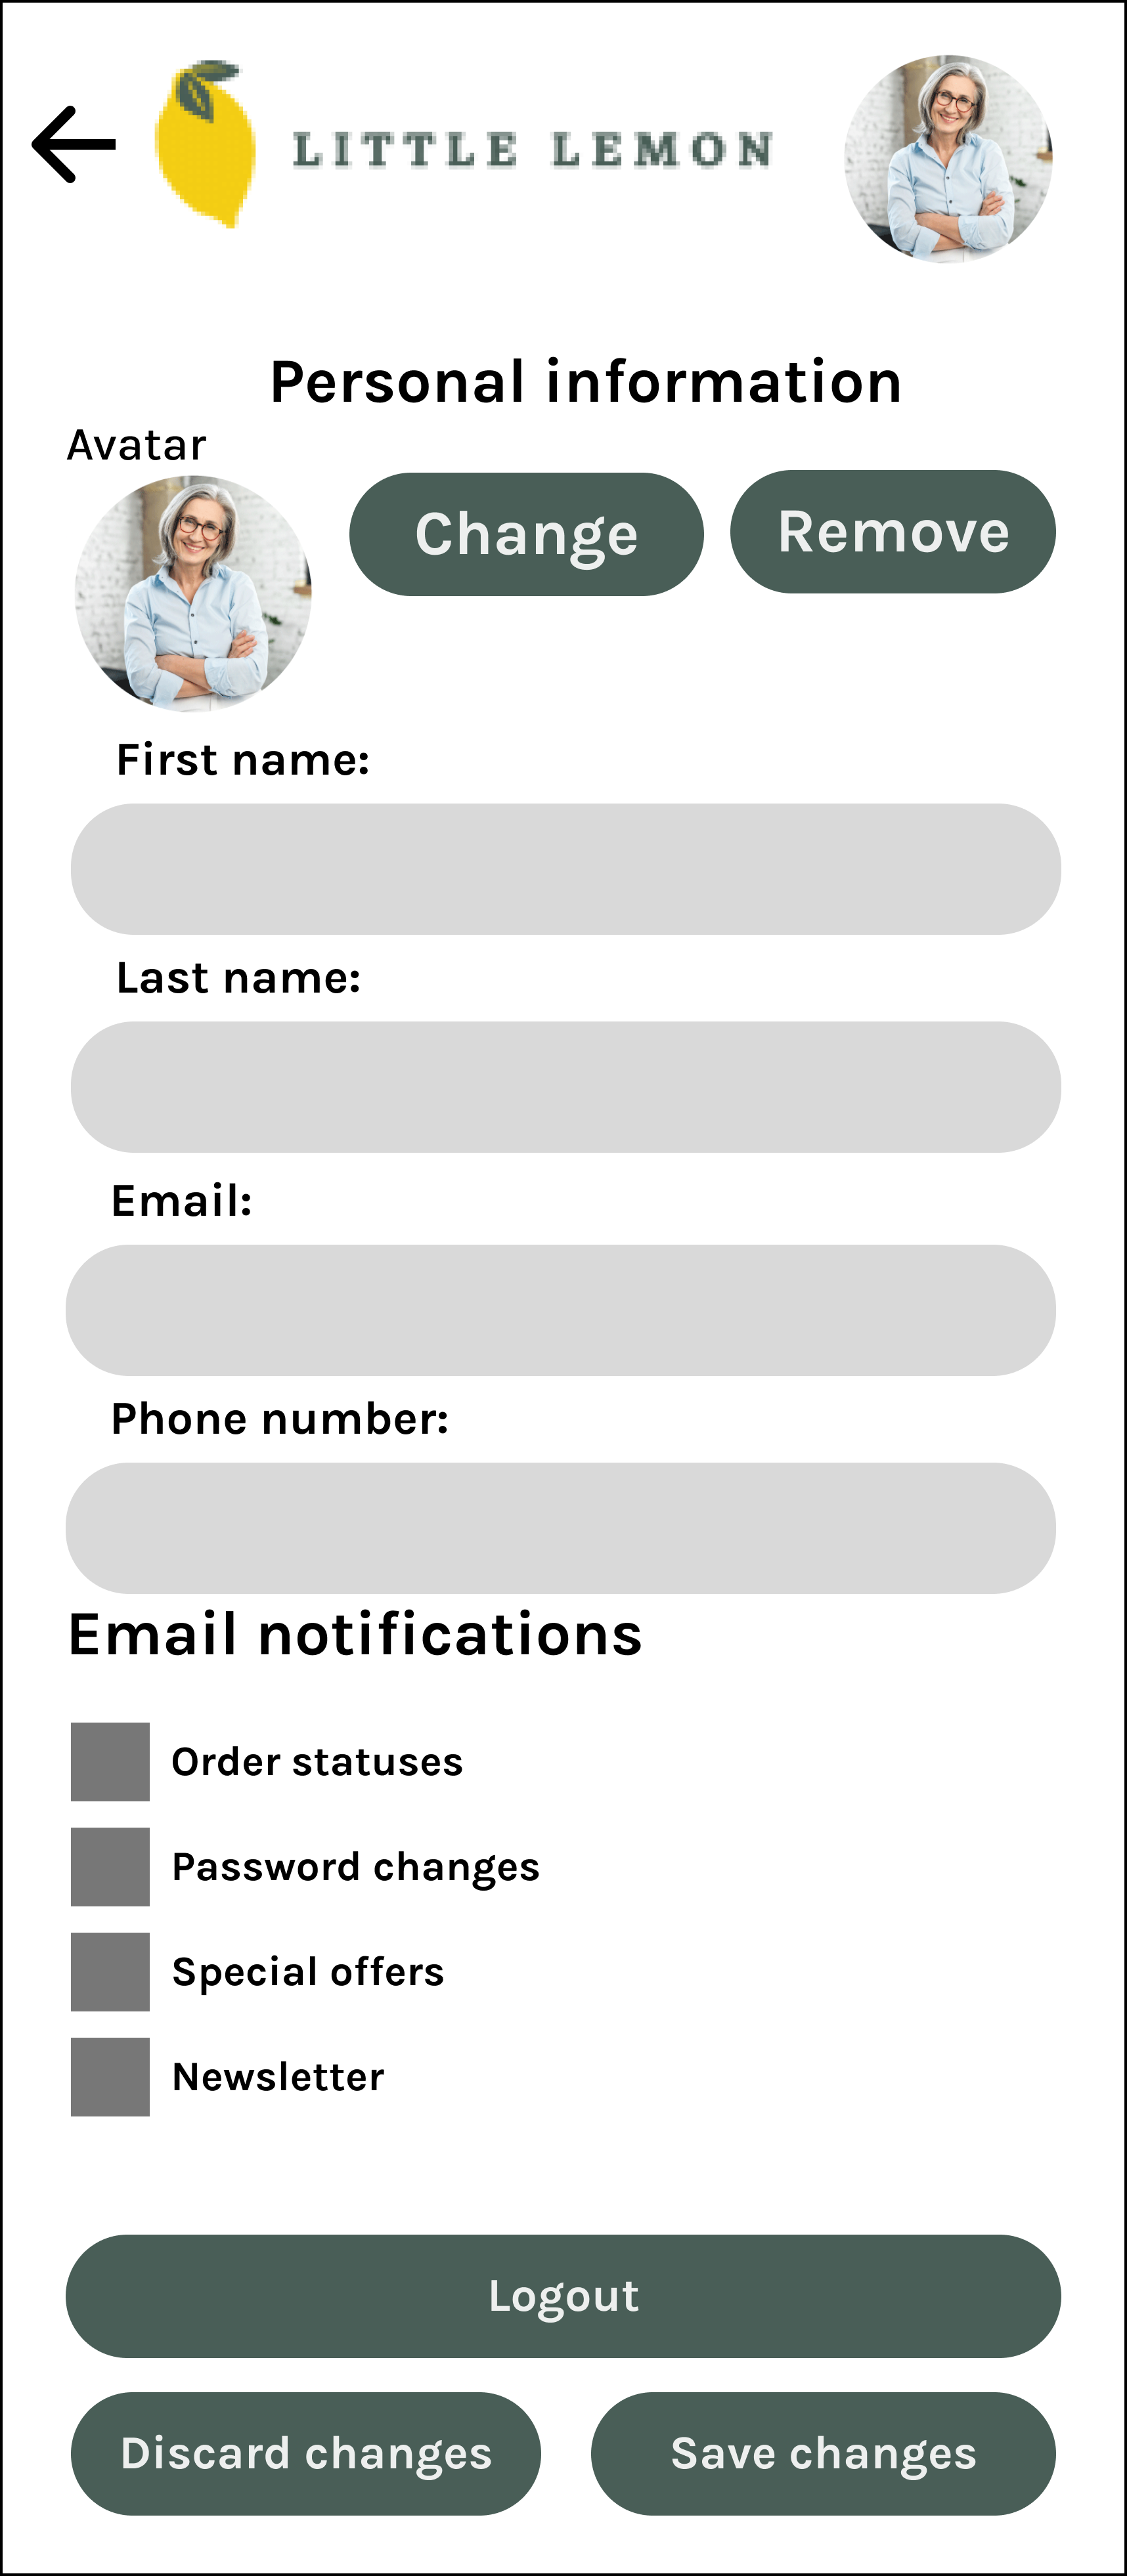 LITTLE LEMON
Personal information
Avatar
Change
Remove
First name:
Last name:
Email:
Phone number:
Email notifications
Order statuses
Password changes
Special offers
Newsletter
Logout
Discard changes
Save changes